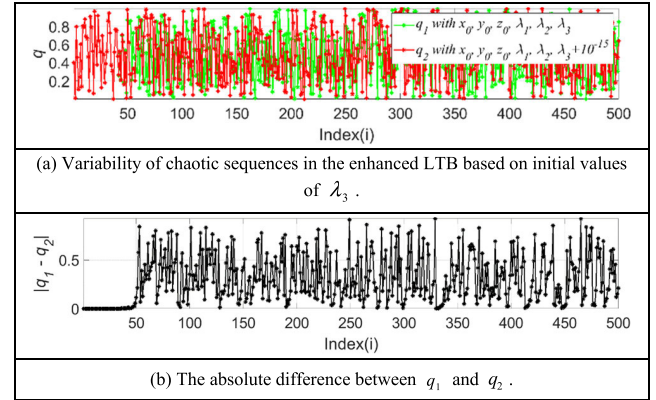 q
0.8
0.6
0.4
0.2
q₁ with x₀, y₀, z₀, λ₁, λ₂, λ₃
q₂ with x₀, y₀, z₀, λ₁, λ₂, λ₃+10⁻¹⁵
50 100 150 200 250 300 350 400 450 500
Index(i)
(a) Variability of chaotic sequences in the enhanced LTB based on initial values
of λ₃ .
|q₁ - q₂|
0.5
0
50 100 150 200 250 300 350 400 450 500
Index(i)
(b) The absolute difference between q₁ and q₂ .